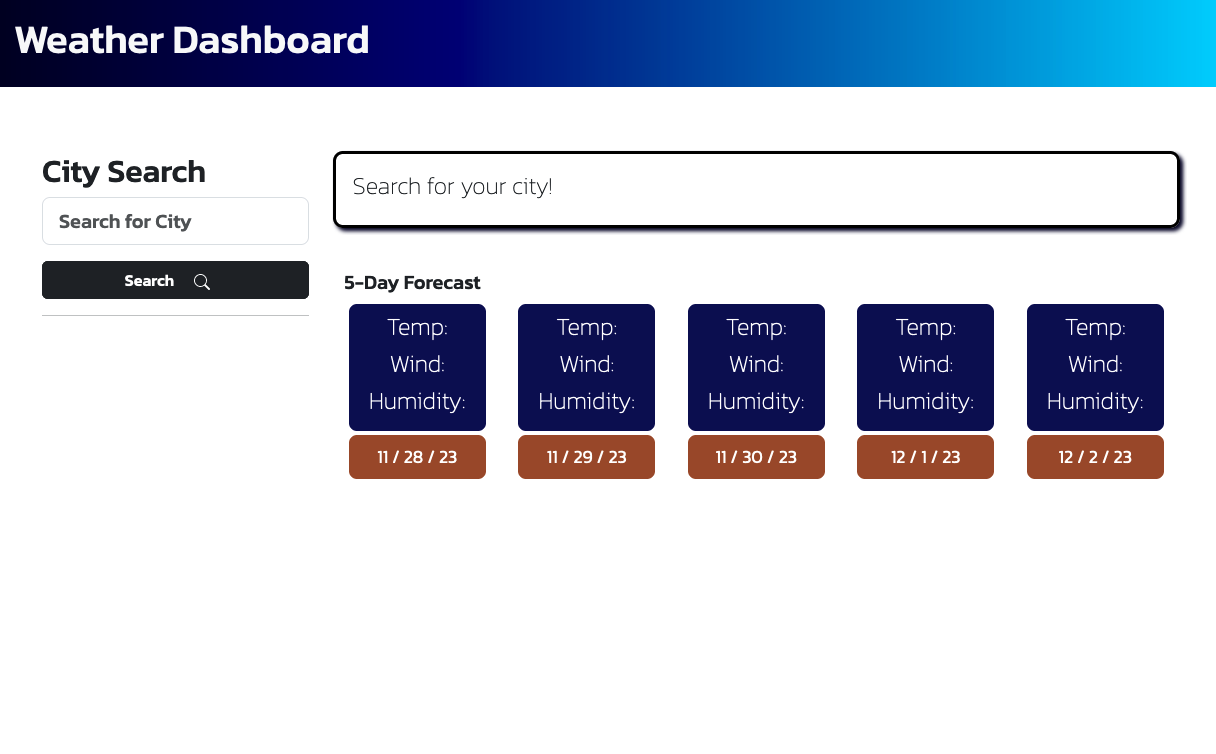 Weather Dashboard
City Search
Search for City
Search
Search for your city!
5-Day Forecast
Temp:
Wind:
Humidity:
11 / 28 / 23
Temp:
Wind:
Humidity:
11 / 29 / 23
Temp:
Wind:
Humidity:
11 / 30 / 23
Temp:
Wind:
Humidity:
12 / 1 / 23
Temp:
Wind:
Humidity:
12 / 2 / 23